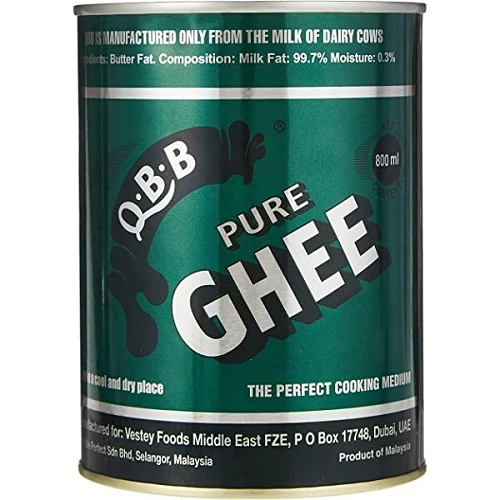 IS MANUFACTURED ONLY FROM THE MILK OF DAIRY COWS
Butter Fat. Composition: Milk Fat: 99.7% Moisture: 0.3%
Q·B·B
®
NET
800 ml
PURE
GHEE
a cool and dry place
THE PERFECT COOKING MEDIUM
for: Vestey Foods Middle East FZE, P O Box 17748, Dubai, UAE
Perfect Sdn Bhd, Selangor, Malaysia
Product of Malaysia